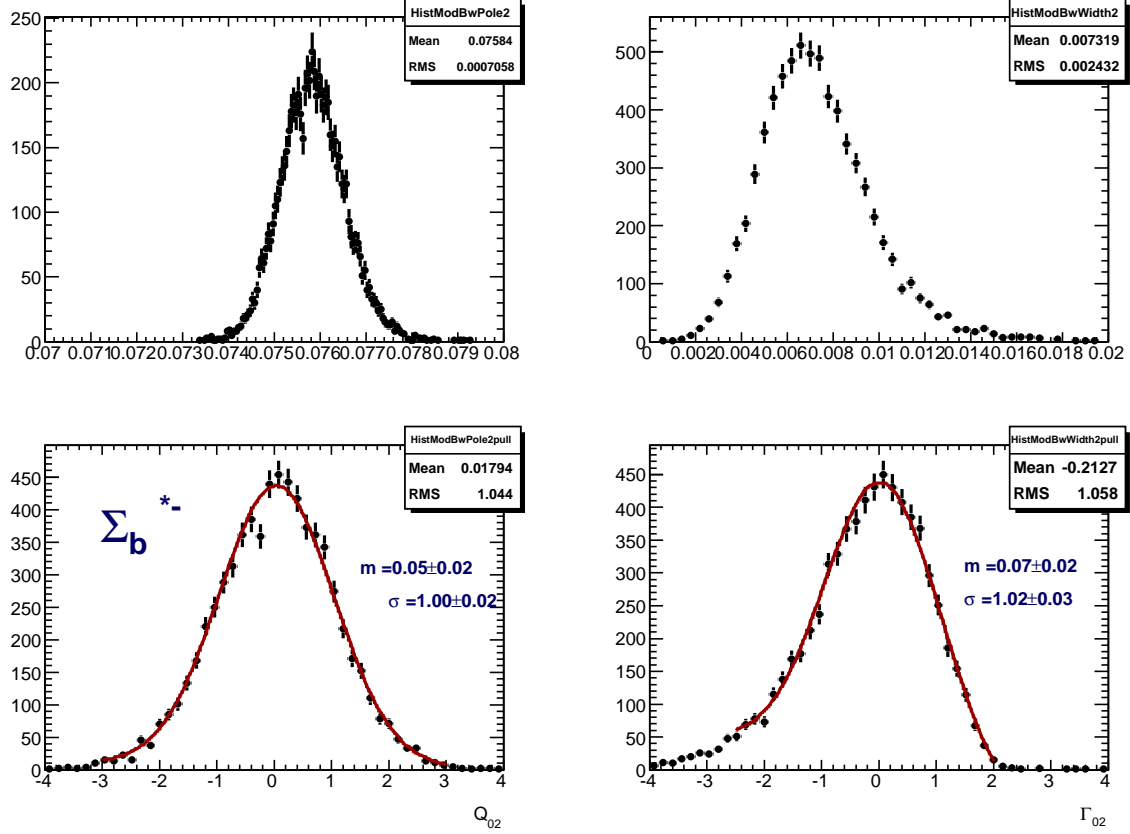 HistModBwPole2
Mean 0.07584
RMS 0.0007058
250
200
150
100
50
0
0.07 0.071 0.072 0.073 0.074 0.075 0.076 0.077 0.078 0.079 0.08
HistModBwWidth2
Mean 0.007319
RMS 0.002432
500
400
300
200
100
0
0 0.002 0.004 0.006 0.008 0.01 0.012 0.014 0.016 0.018 0.02
HistModBwPole2pull
Mean 0.01794
RMS 1.044
Σb*-
m =0.05±0.02
σ =1.00±0.02
450
400
350
300
250
200
150
100
50
0
-4 -3 -2 -1 0 1 2 3 4
Q02
HistModBwWidth2pull
Mean -0.2127
RMS 1.058
m =0.07±0.02
σ =1.02±0.03
450
400
350
300
250
200
150
100
50
0
-4 -3 -2 -1 0 1 2 3 4
Γ02